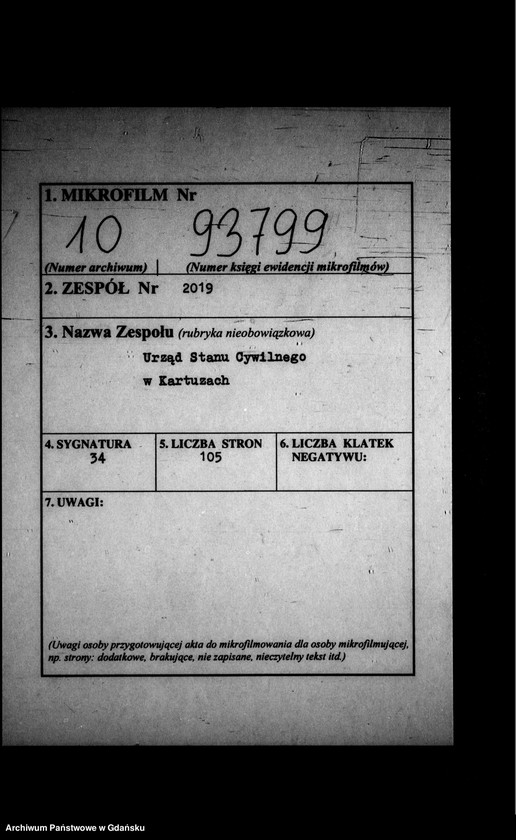 1. MIKROFILM Nr
10 93799
(Numer archiwum) (Numer księgi ewidencji mikrofilmów)
2. ZESPÓŁ Nr 2019
3. Nazwa Zespołu (rubryka nieobowiązkowa)
Urząd Stanu Cywilnego
w Kartuzach
4. SYGNATURA 5. LICZBA STRON 6. LICZBA KLATEK
34 105 NEGATYWU:
7. UWAGI:
(Uwagi osoby przygotowującej akta do mikrofilmowania dla osoby mikrofilmującej,
np. strony: dodatkowe, brakujące, nie zapisane, nieczytelny tekst itd.)
Archiwum Państwowe w Gdańsku